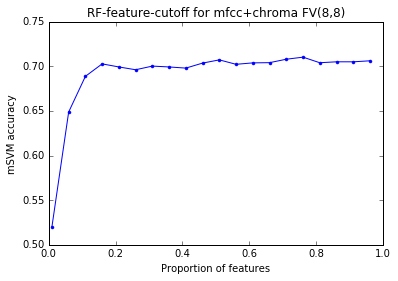 RF-feature-cutoff for mfcc+chroma FV(8,8)
0.75
0.70
0.65
0.60
0.55
0.50
mSVM accuracy
0.0 0.2 0.4 0.6 0.8 1.0
Proportion of features